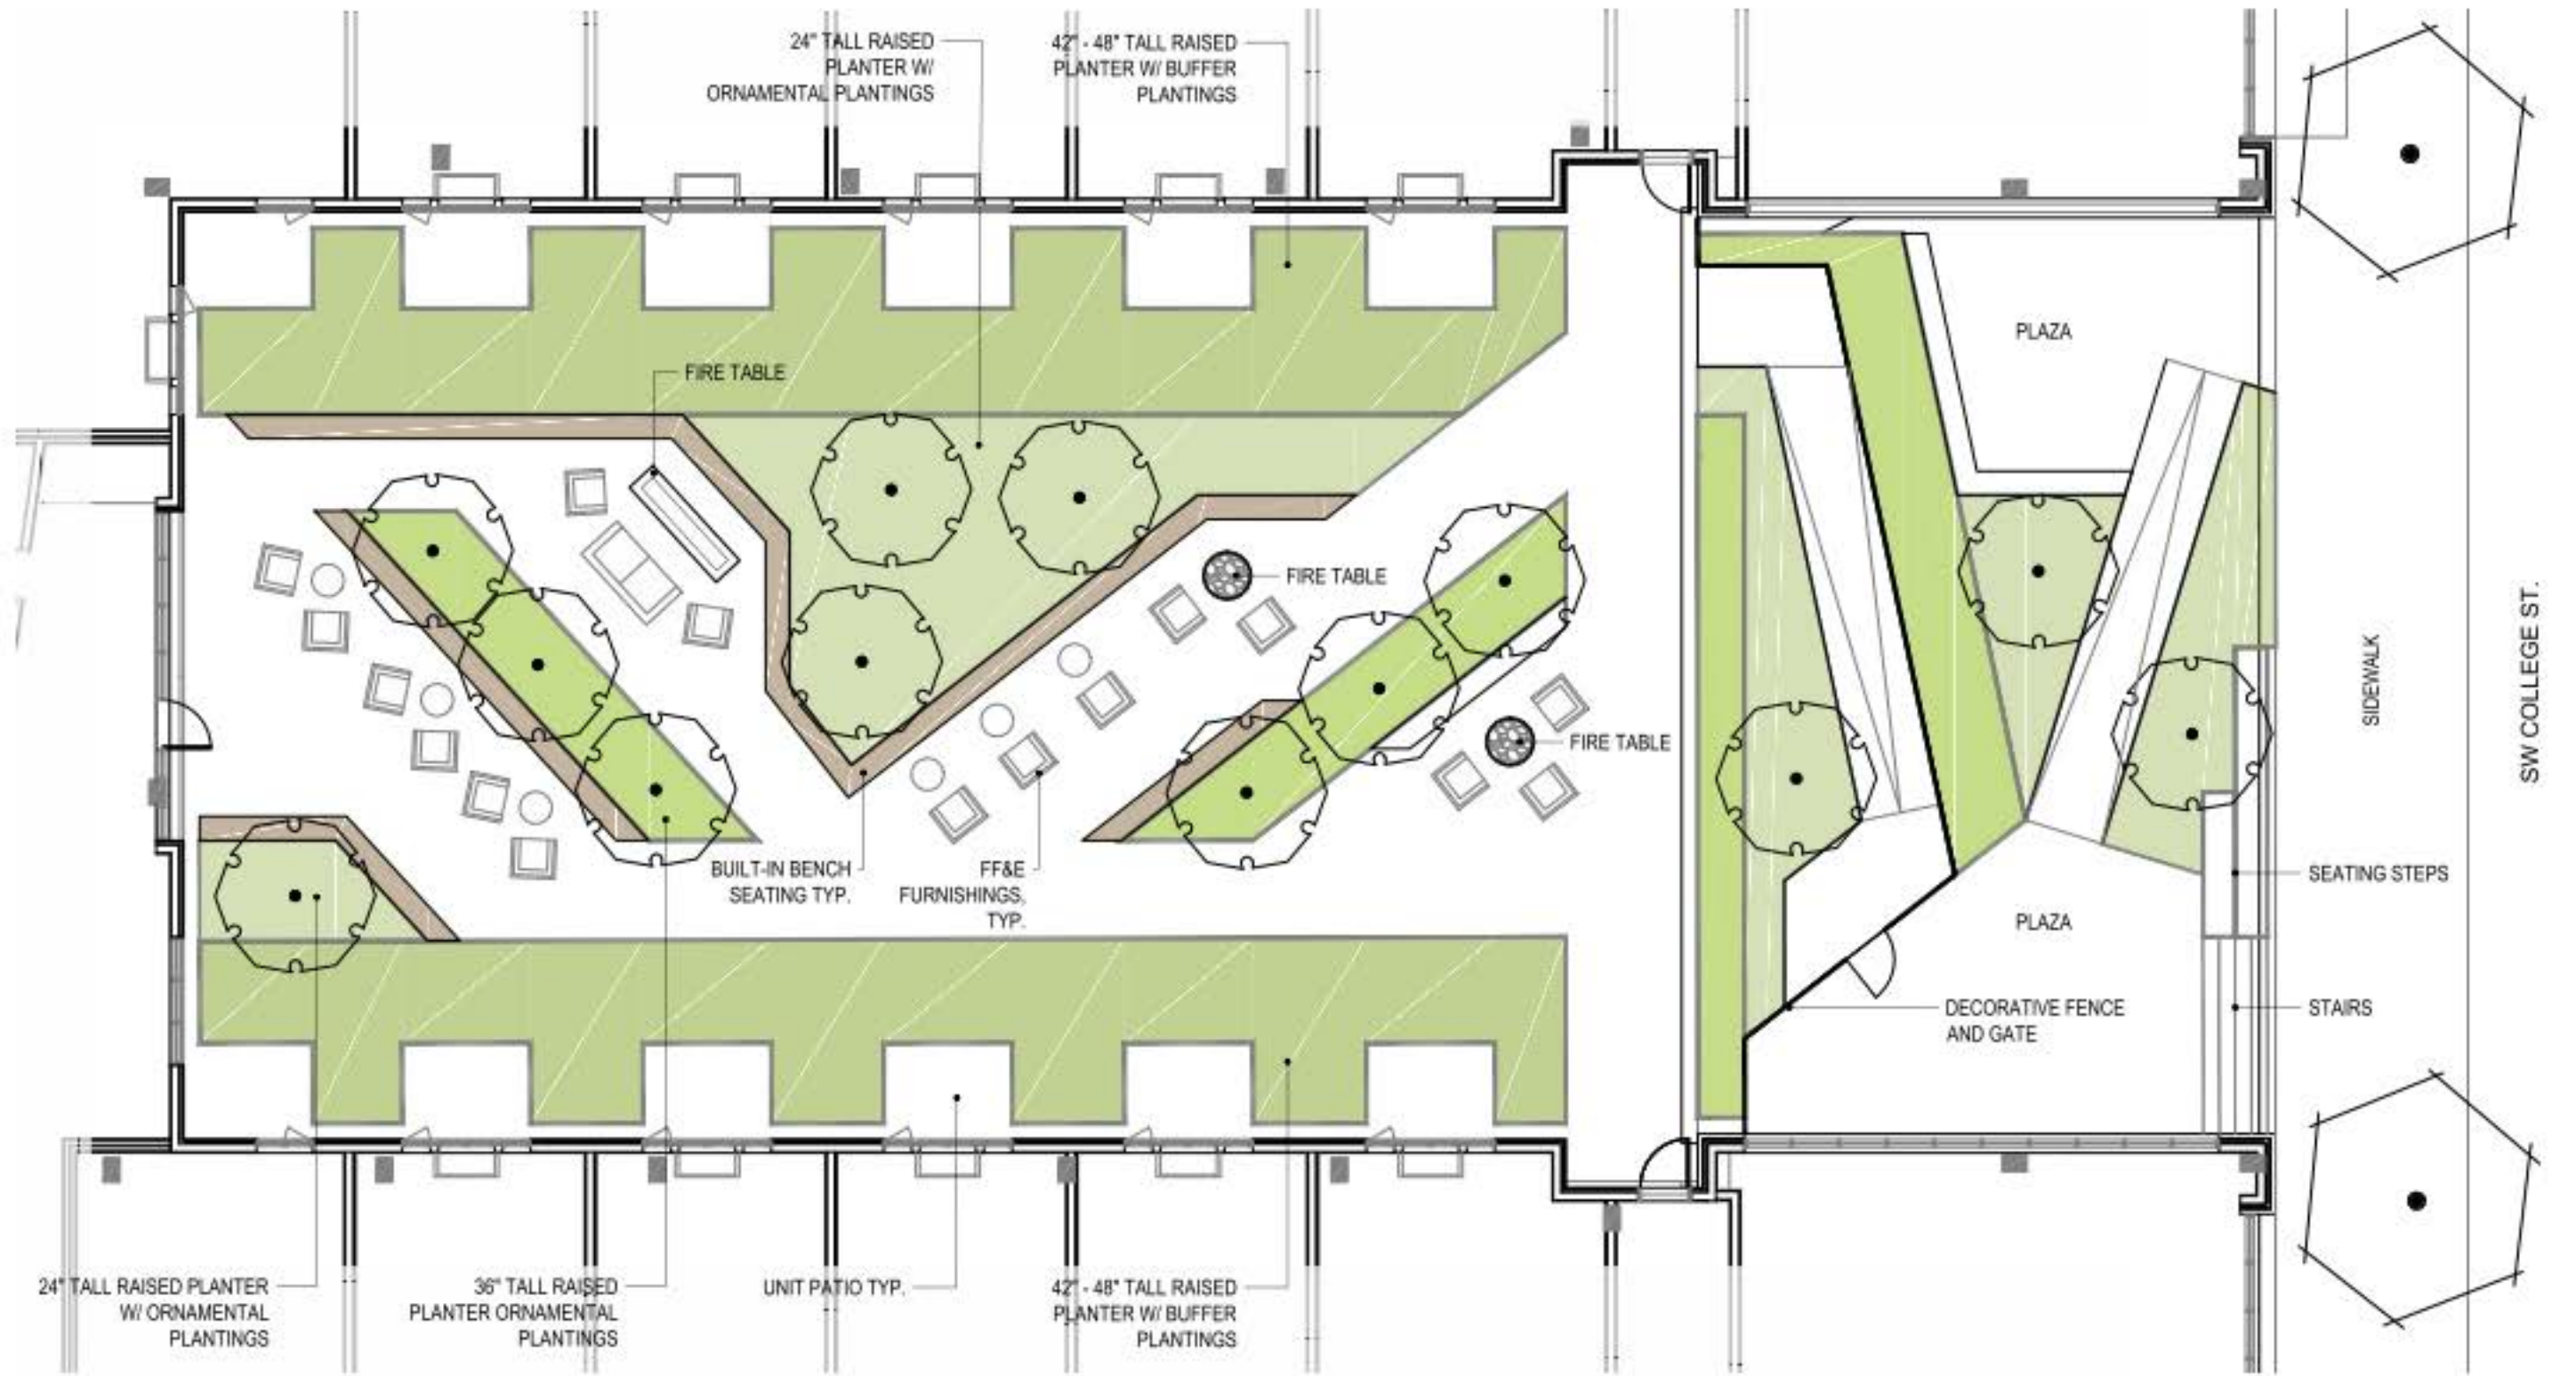 24" TALL RAISED
PLANTER W/
ORNAMENTAL PLANTINGS
42" - 48" TALL RAISED
PLANTER W/ BUFFER
PLANTINGS
FIRE TABLE
PLAZA
FIRE TABLE
FIRE TABLE
SIDEWALK
SW COLLEGE ST.
BUILT-IN BENCH
SEATING TYP.
FF&E
FURNISHINGS,
TYP.
SEATING STEPS
PLAZA
DECORATIVE FENCE
AND GATE
STAIRS
24" TALL RAISED PLANTER
W/ ORNAMENTAL
PLANTINGS
36" TALL RAISED
PLANTER ORNAMENTAL
PLANTINGS
UNIT PATIO TYP.
42" - 48" TALL RAISED
PLANTER W/ BUFFER
PLANTINGS